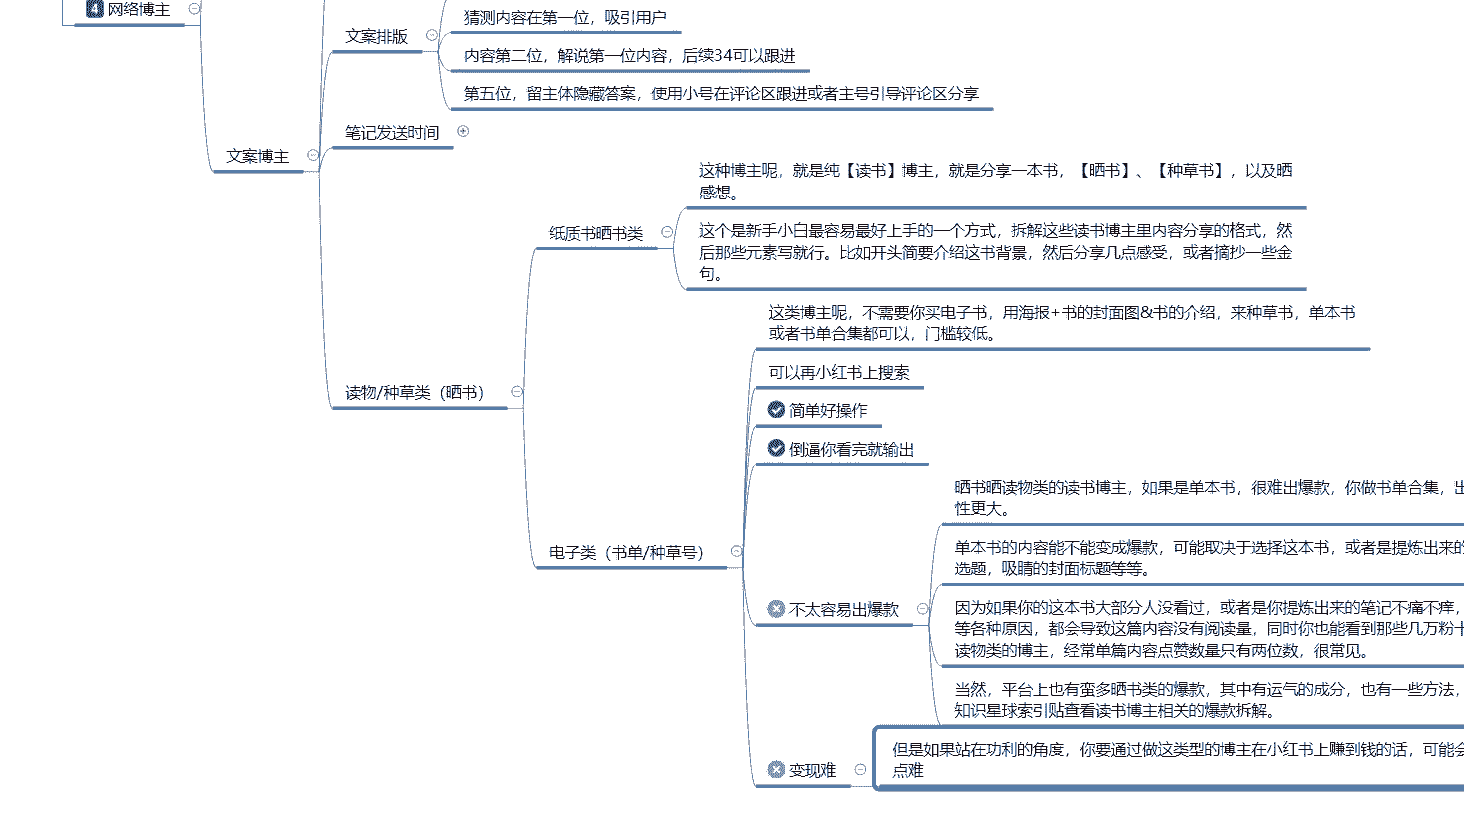 4 网络博主
文案排版
猜测内容在第一位，吸引用户
内容第二位，解说第一位内容，后续34可以跟进
第五位，留主体隐藏答案，使用小号在评论区跟进或者主号引导评论区分享
笔记发送时间
文案博主
这种博主呢，就是纯【读书】博主，就是分享一本书，【晒书】、【种草书】，以及晒
感想。
纸质书晒书类
这个是新手小白最容易最好上手的一个方式，拆解这些读书博主里内容分享的格式，然
后那些元素写就行。比如开头简要介绍这书背景，然后分享几点感受，或者摘抄一些金
句。
这类博主呢，不需要你买电子书，用海报+书的封面图&书的介绍，来种草书，单本书
或者书单合集都可以，门槛较低。
可以再小红书上搜索
读物/种草类（晒书）
简单好操作
倒逼你看完就输出
电子类（书单/种草号）
晒书晒读物类的读书博主，如果是单本书，很难出爆款，你做书单合集，出
性更大。
单本书的内容能不能变成爆款，可能取决于选择这本书，或者是提炼出来的
选题，吸睛的封面标题等等。
不太容易出爆款
因为如果你的这本书大部分人没看过，或者是你提炼出来的笔记不痛不痒，
等各种原因，都会导致这篇内容没有阅读量，同时你也能看到那些几万粉十
读物类的博主，经常单篇内容点赞数量只有两位数，很常见。
当然，平台上也有蛮多晒书类的爆款，其中有运气的成分，也有一些方法，
知识星球索引贴查看读书博主相关的爆款拆解。
变现难
但是如果站在功利的角度，你要通过做这类型的博主在小红书上赚到钱的话，可能会
点难